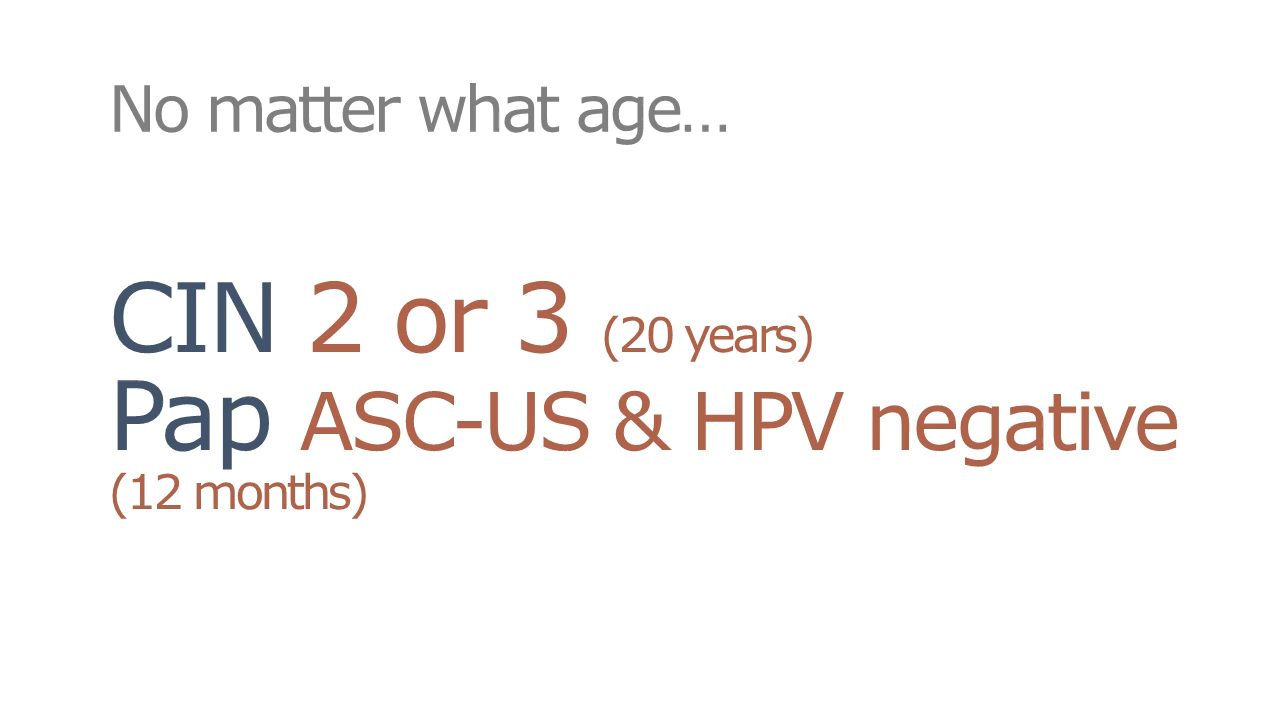 No matter what age...
CIN 2 or 3 (20 years)
Pap ASC-US & HPV negative
(12 months)